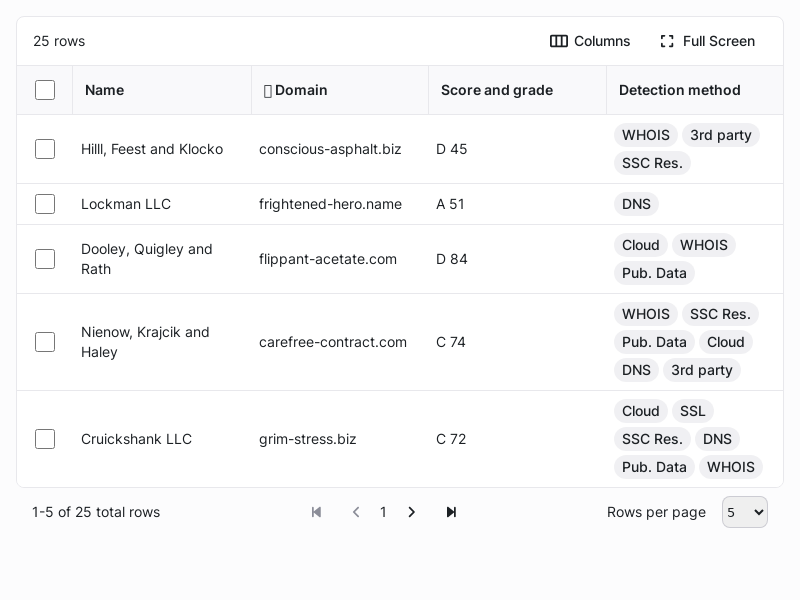 25 rows
Columns
Full Screen
Name
Domain
Score and grade
Detection method
Hilll, Feest and Klocko
conscious-asphalt.biz
D 45
WHOIS 3rd party
SSC Res.
Lockman LLC
frightened-hero.name
A 51
DNS
Dooley, Quigley and
Rath
flippant-acetate.com
D 84
Cloud WHOIS
Pub. Data
Nienow, Krajcik and
Haley
carefree-contract.com
C 74
WHOIS SSC Res.
Pub. Data Cloud
DNS 3rd party
Cruickshank LLC
grim-stress.biz
C 72
Cloud SSL
SSC Res. DNS
Pub. Data WHOIS
1-5 of 25 total rows
1
Rows per page
5